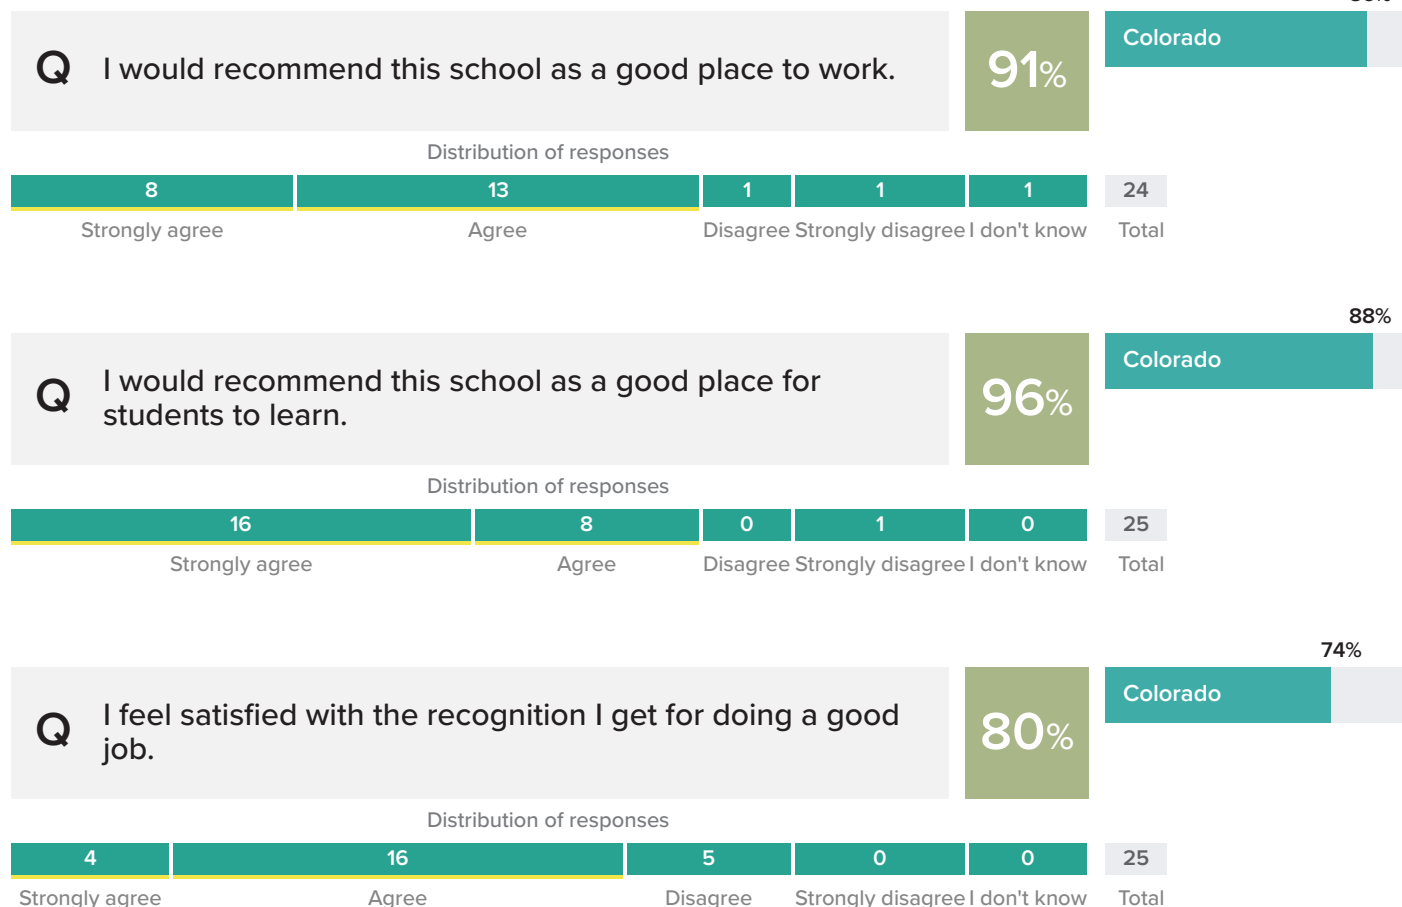 Q I would recommend this school as a good place to work.
91%
Colorado
Distribution of responses
8 13 1 1 1 24
Strongly agree Agree Disagree Strongly disagree I don't know Total
88%
Q I would recommend this school as a good place for
students to learn.
96%
Colorado
Distribution of responses
16 8 0 1 0 25
Strongly agree Agree Disagree Strongly disagree I don't know Total
74%
Q I feel satisfied with the recognition I get for doing a good
job.
80%
Colorado
Distribution of responses
4 16 5 0 0 25
Strongly agree Agree Disagree Strongly disagree I don't know Total